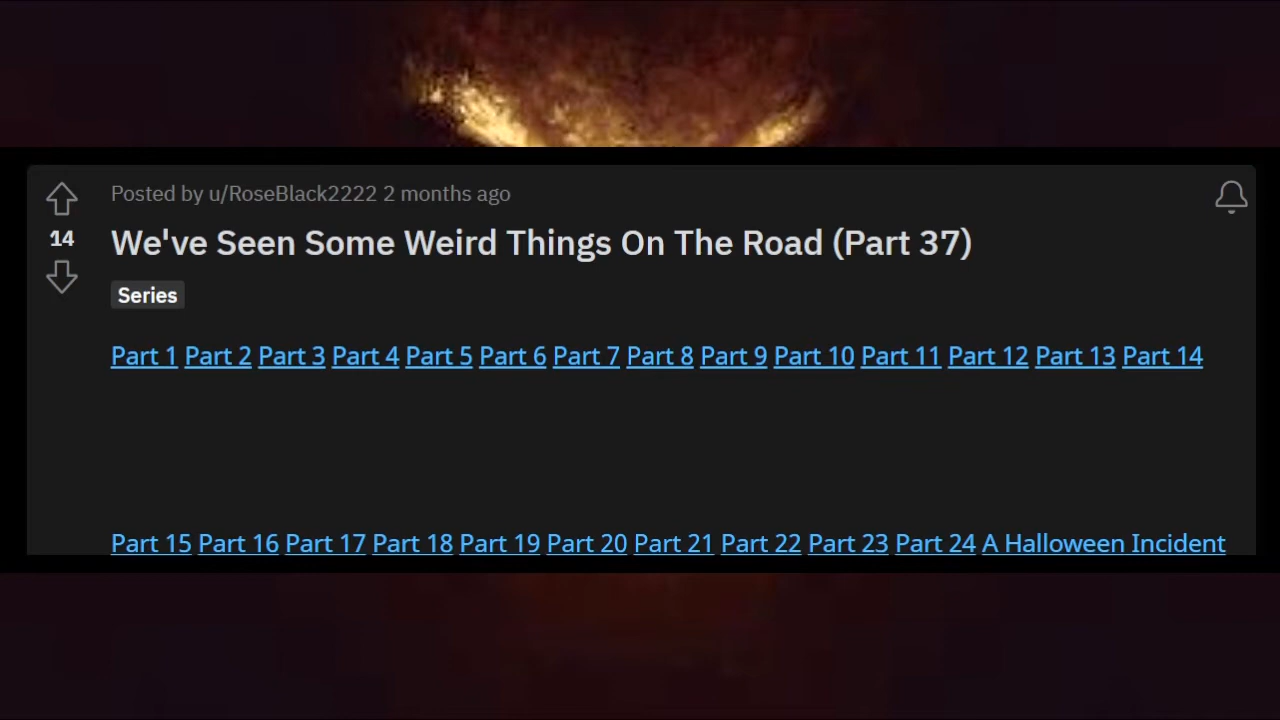 Posted by u/RoseBlack2222 2 months ago
14
We've Seen Some Weird Things On The Road (Part 37)
Series
Part 1 Part 2 Part 3 Part 4 Part 5 Part 6 Part 7 Part 8 Part 9 Part 10 Part 11 Part 12 Part 13 Part 14
Part 15 Part 16 Part 17 Part 18 Part 19 Part 20 Part 21 Part 22 Part 23 Part 24 A Halloween Incident